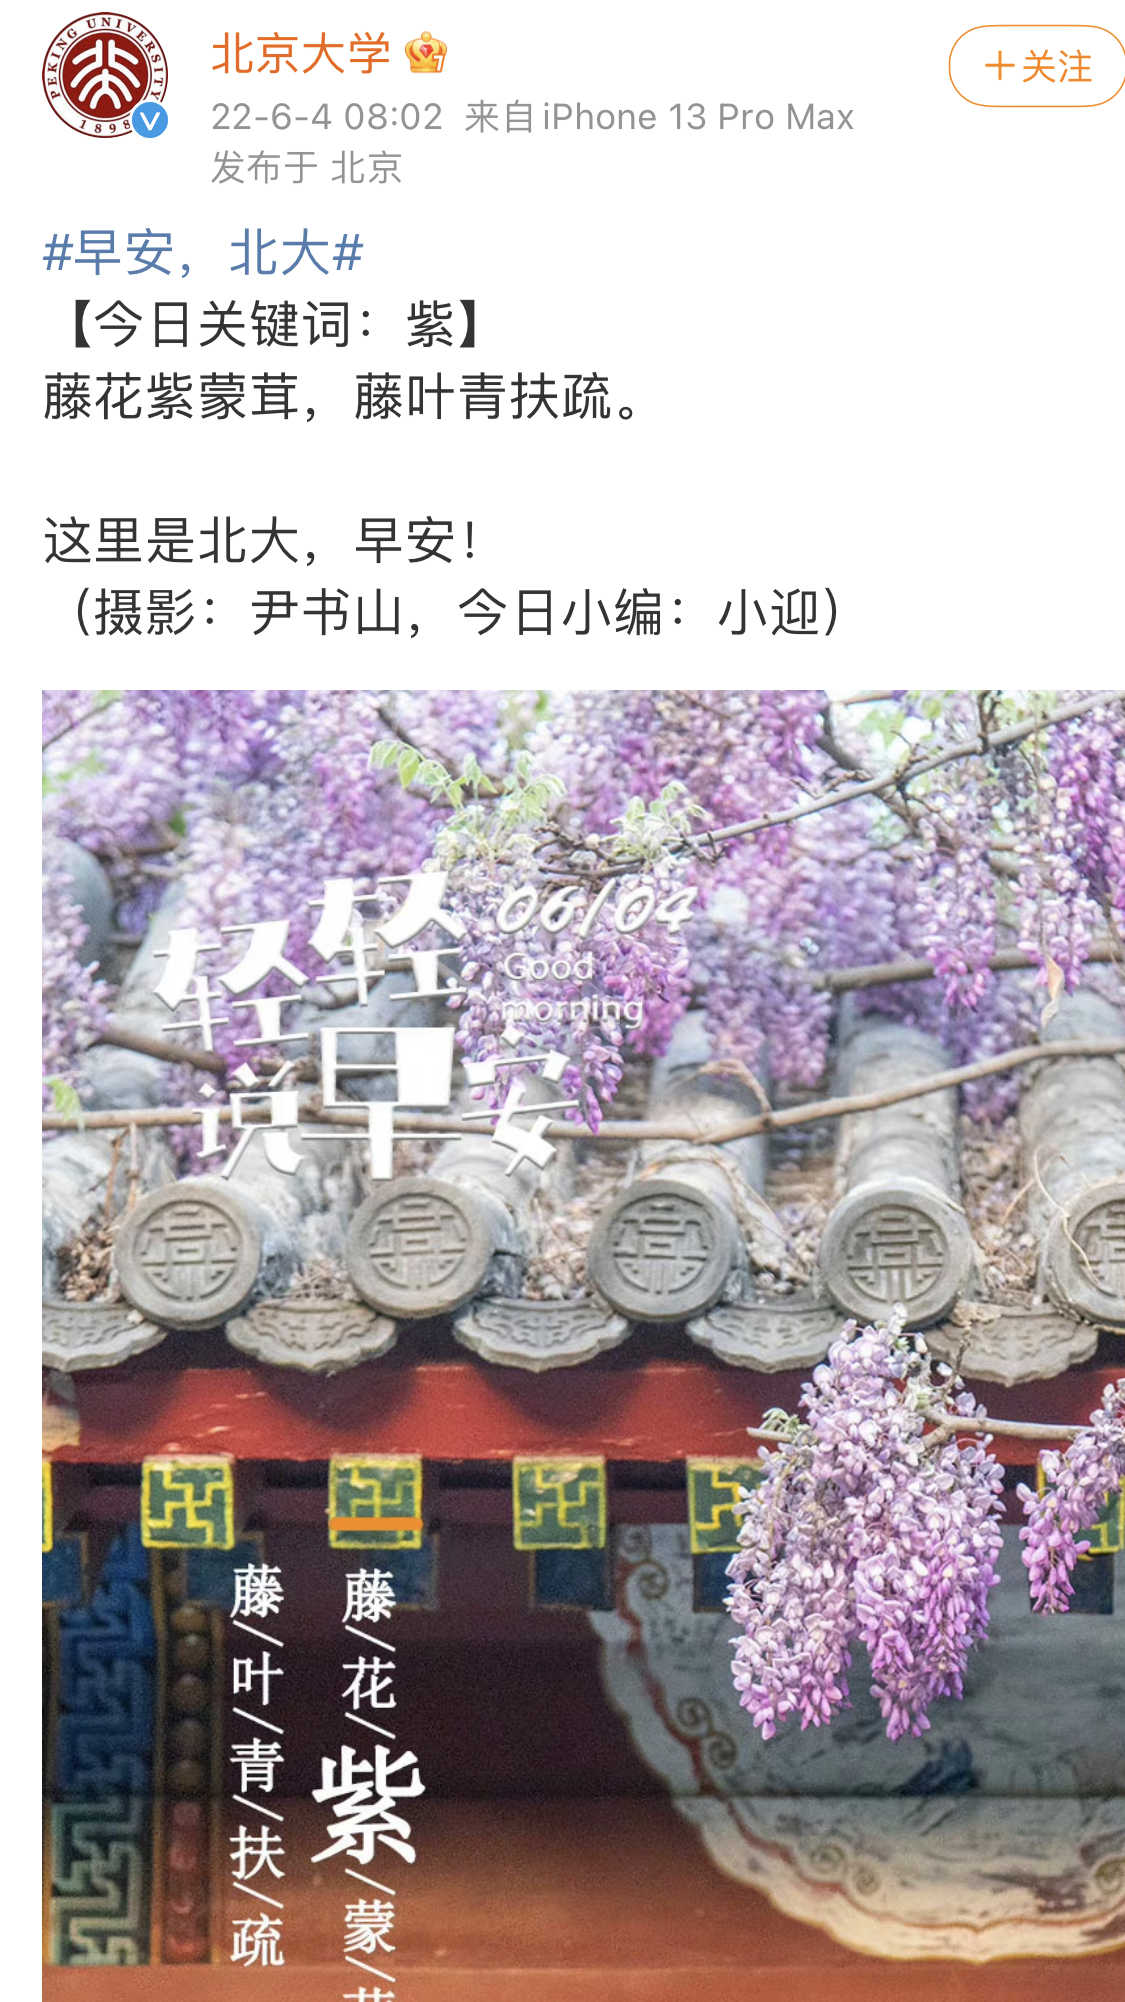 PEKING UNIVERSITY
1898
北京大学
22-6-4 08:02 来自iPhone 13 Pro Max
发布于 北京
+关注
#早安，北大#
【今日关键词：紫】
藤花紫蒙茸，藤叶青扶疏。
这里是北大，早安！
（摄影：尹书山，今日小编：小迎）
轻轻
说早安
06/04
Good
morning
藤/花/紫/蒙/茸
藤/叶/青/扶/疏